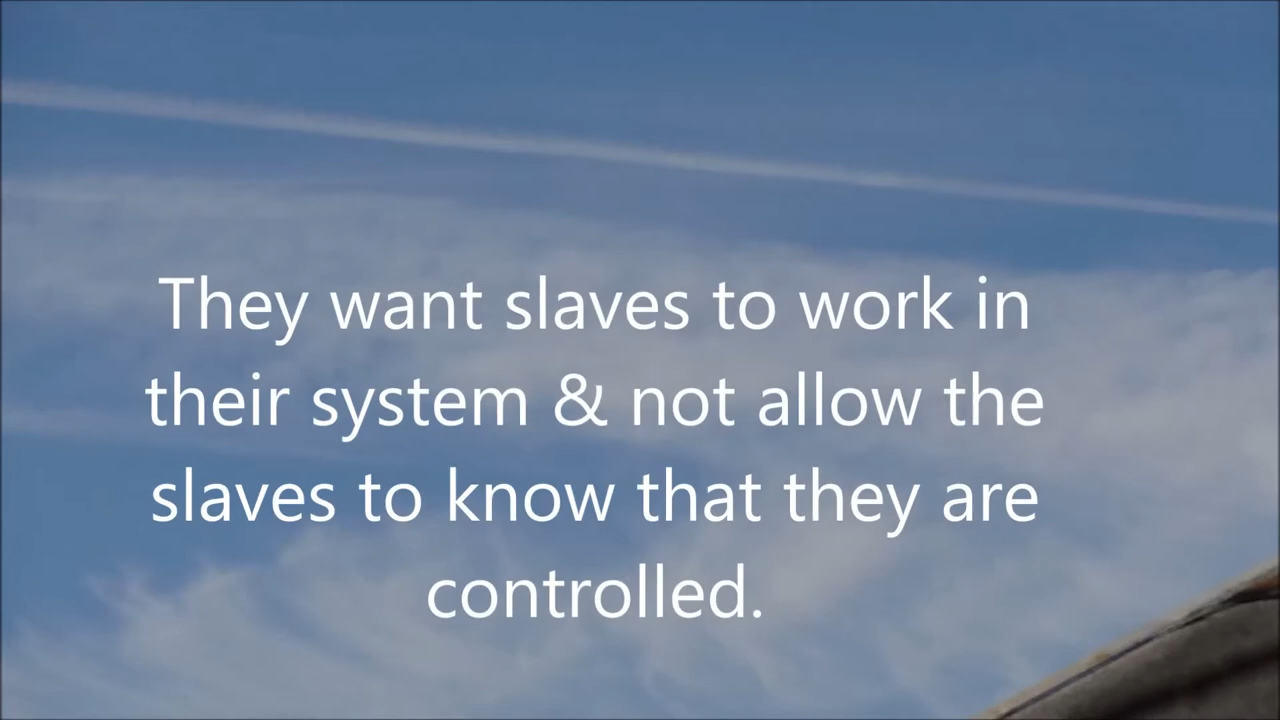 They want slaves to work in
their system & not allow the
slaves to know that they are
controlled.